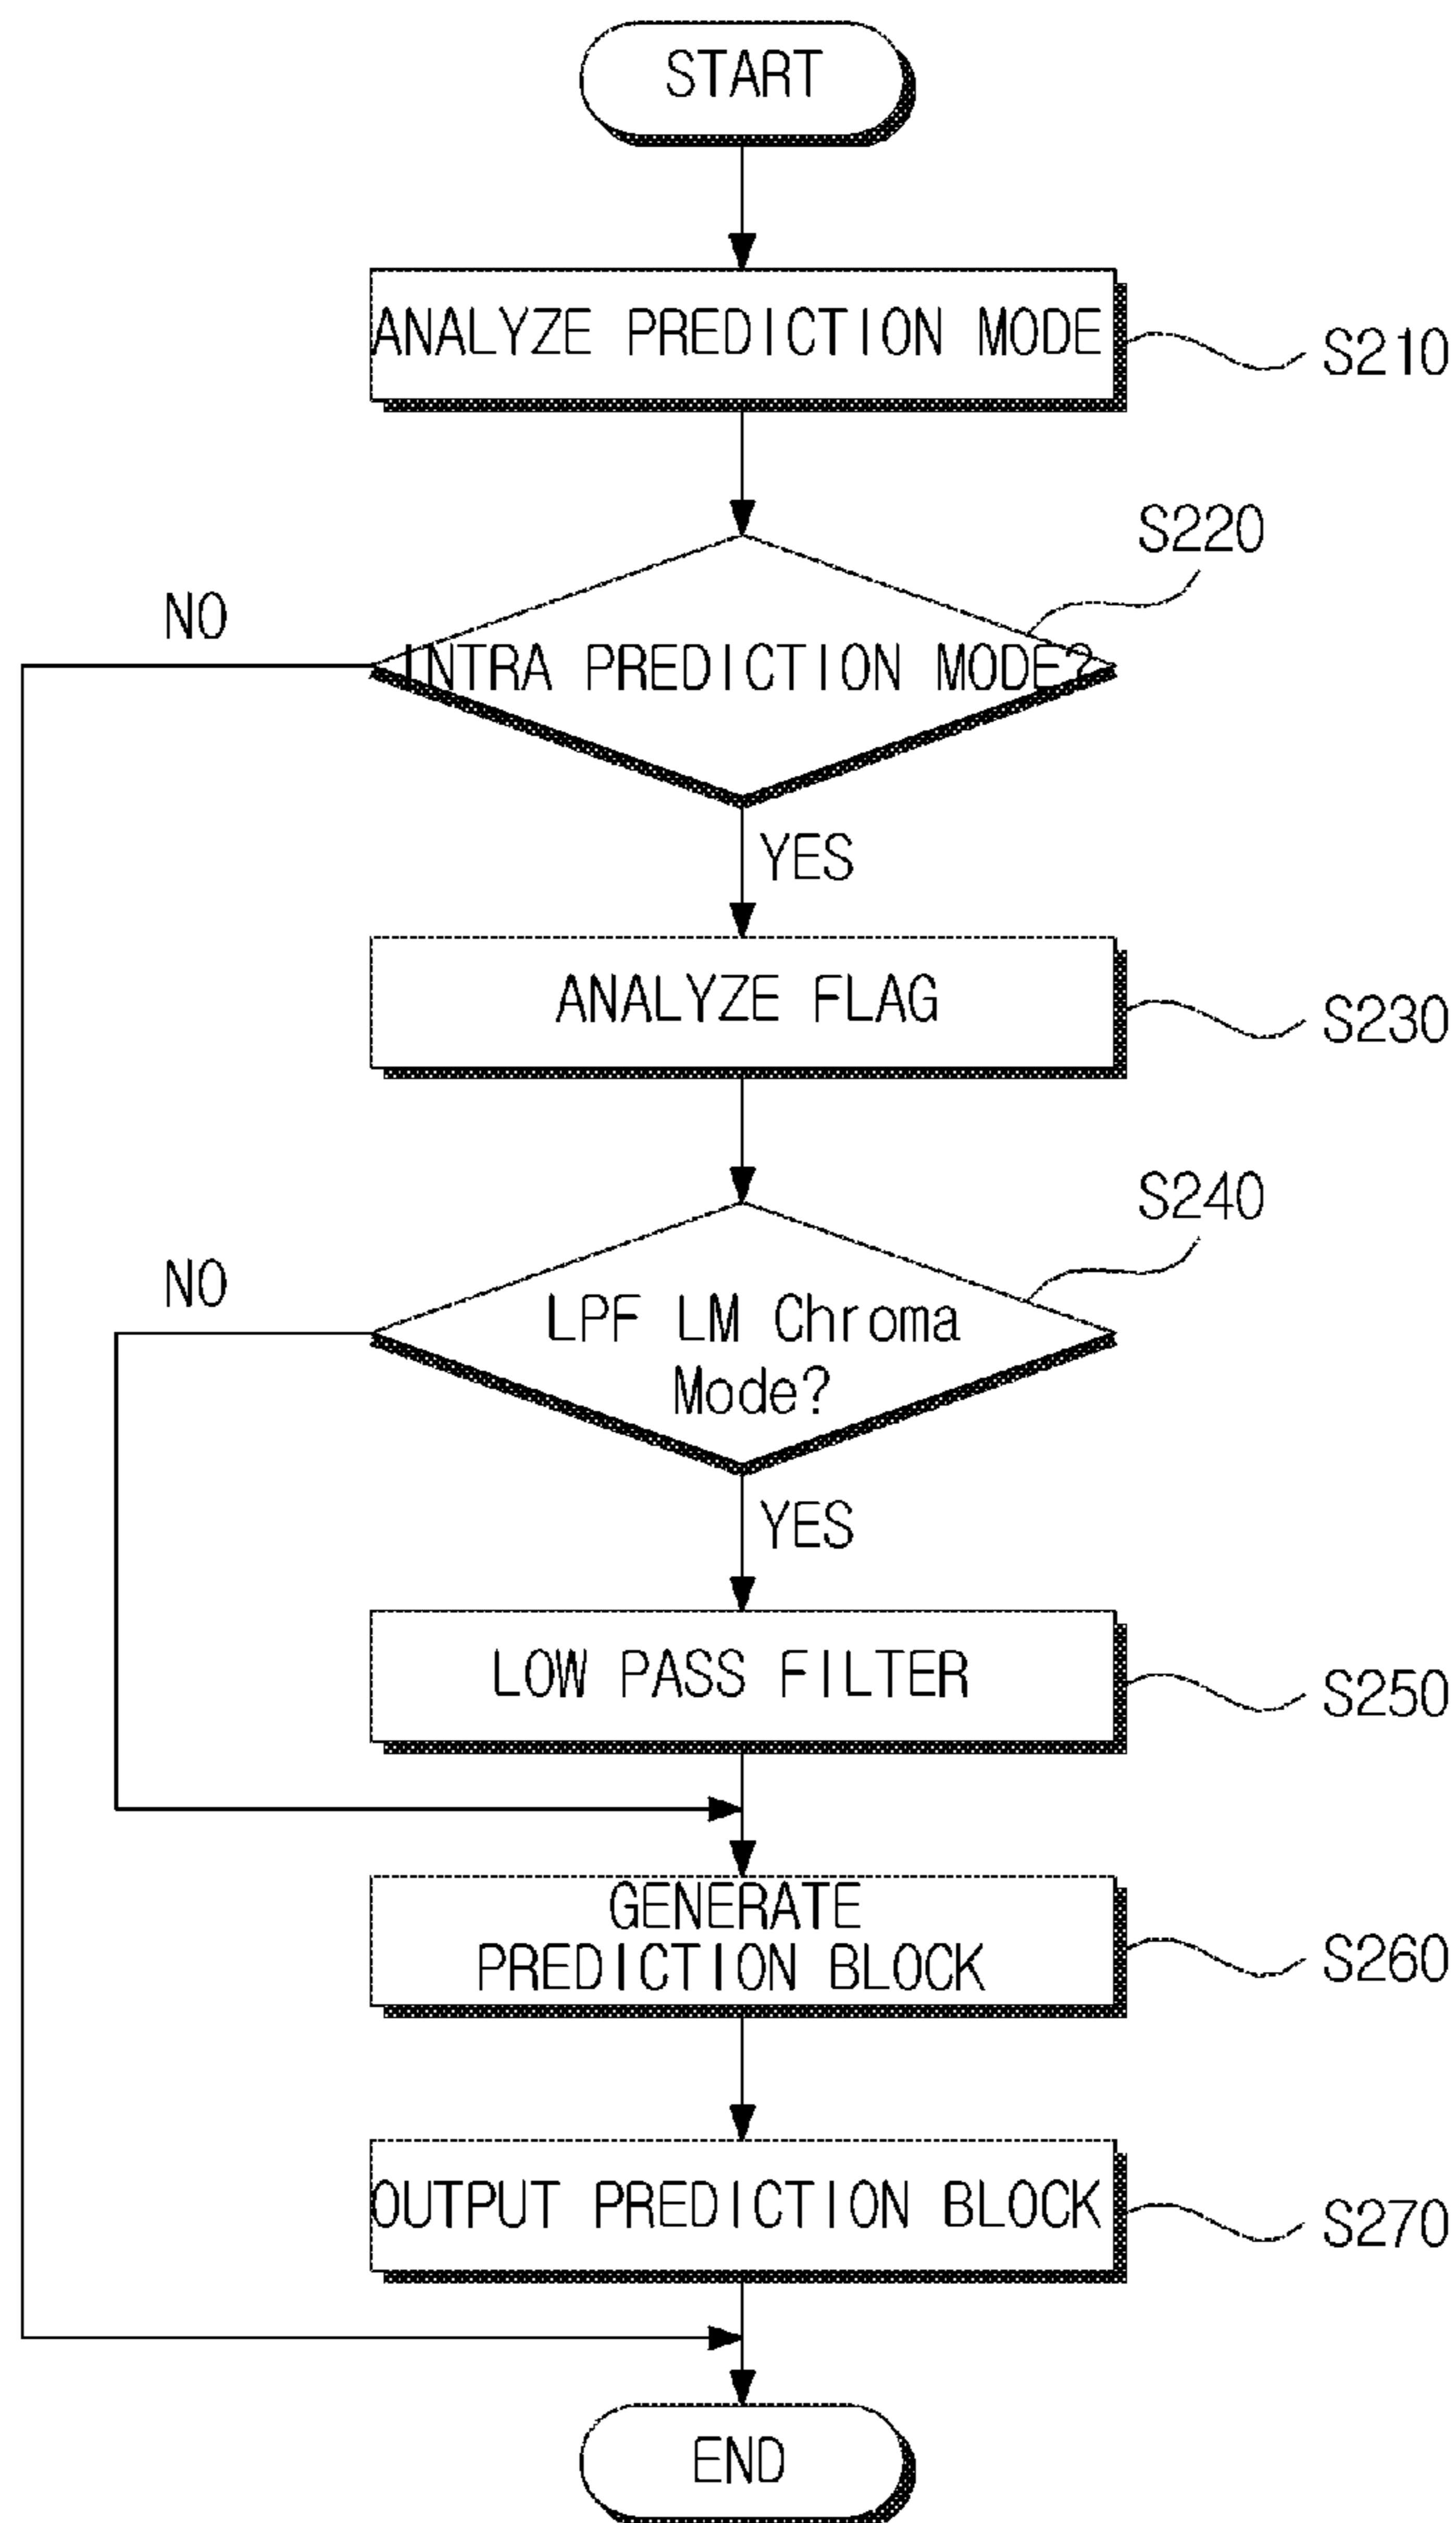 START
ANALYZE PREDICTION MODE
S210
S220
NO
INTRA PREDICTION MODE?
YES
ANALYZE FLAG
S230
S240
NO
LPF LM Chroma
Mode?
YES
LOW PASS FILTER
S250
GENERATE
PREDICTION BLOCK
S260
OUTPUT PREDICTION BLOCK
S270
END